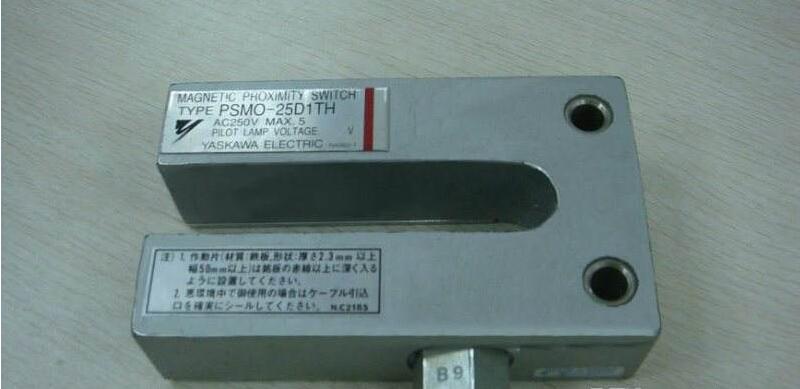 MAGNETIC PROXIMITY SWITCH
TYPE PSMO-25D1TH
AC250V MAX. 5
PILOT LAMP VOLTAGE V
YASKAWA ELECTRIC
注) 1. 作動片(材質:鉄板,形状:厚さ2.3mm以上
幅50mm以上)は銘板の赤線以上に深く入る
ように設置してください。
2. 悪環境中で御使用の場合はケーブル引込
口を確実にシールしてください。 N.C2185
B9